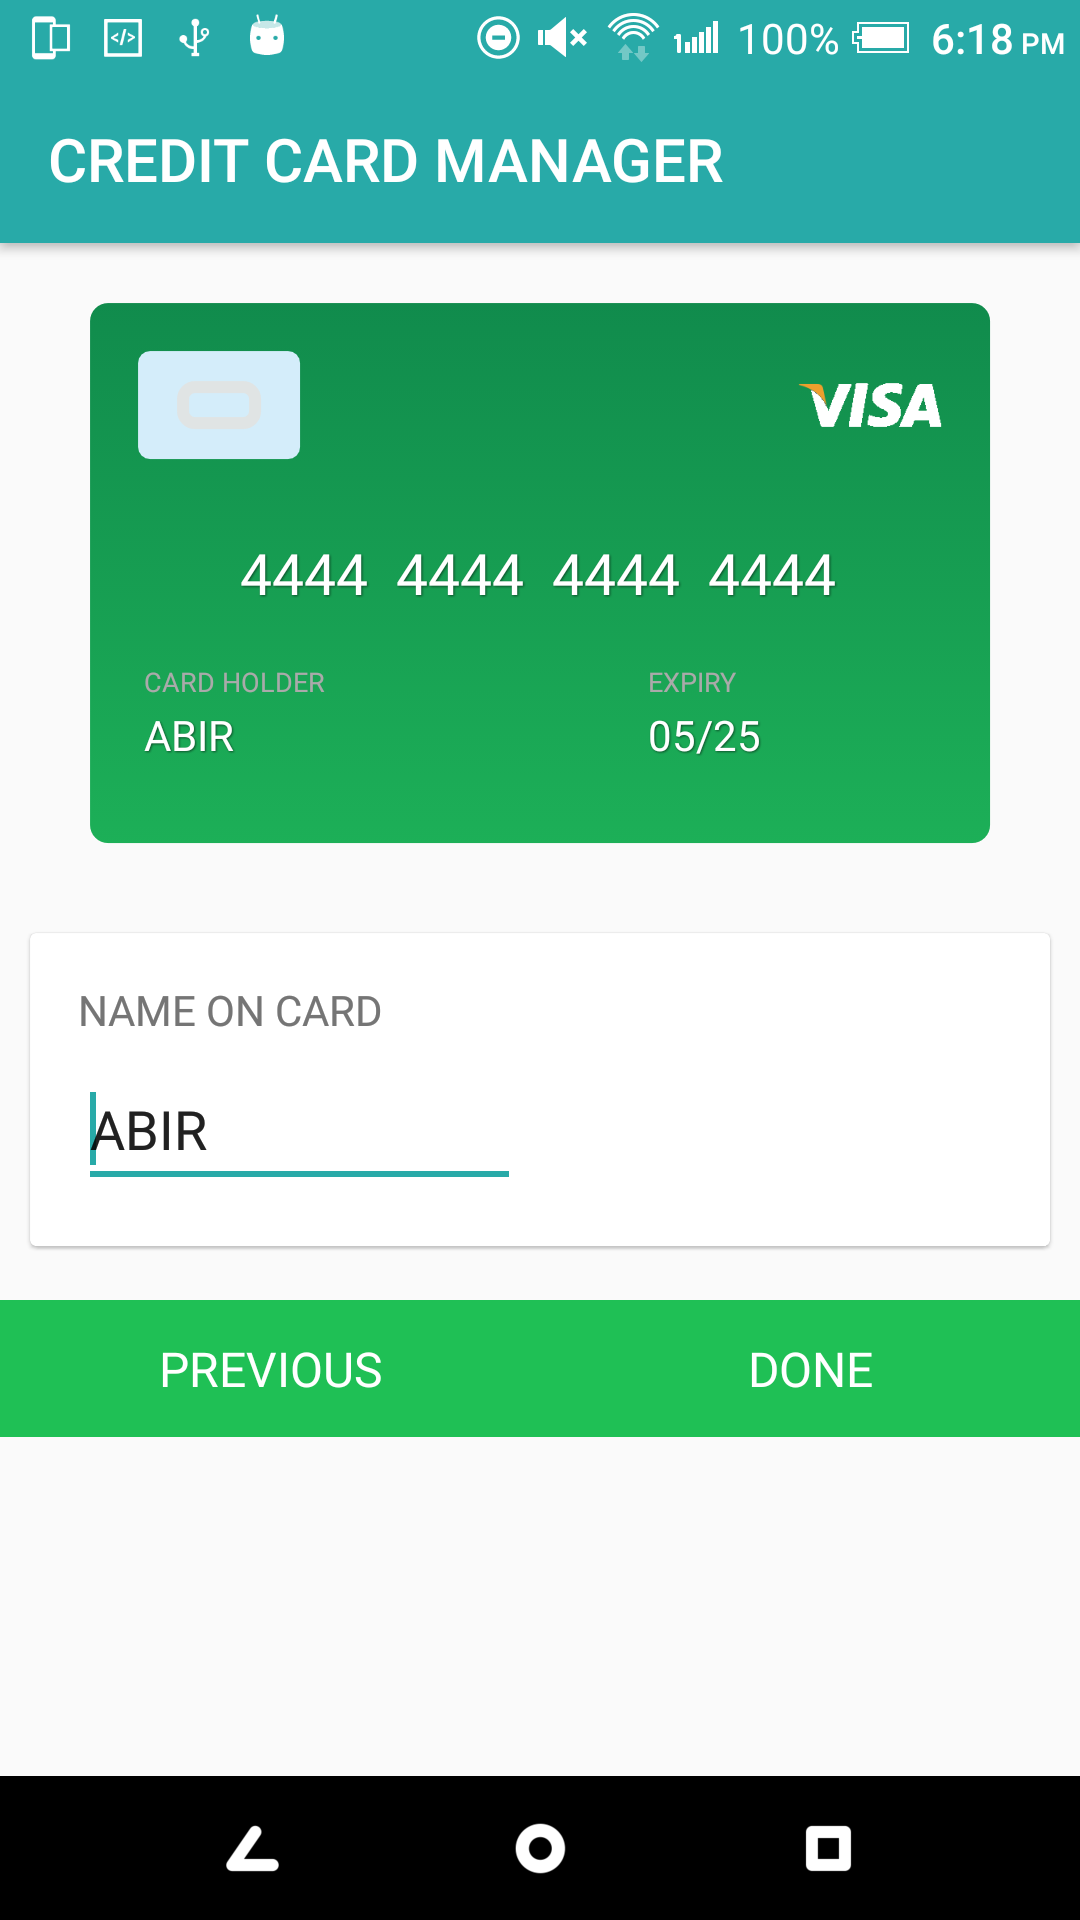 100% 6:18 PM
CREDIT CARD MANAGER
VISA
4444 4444 4444 4444
CARD HOLDER EXPIRY
ABIR 05/25
NAME ON CARD
ABIR
PREVIOUS DONE